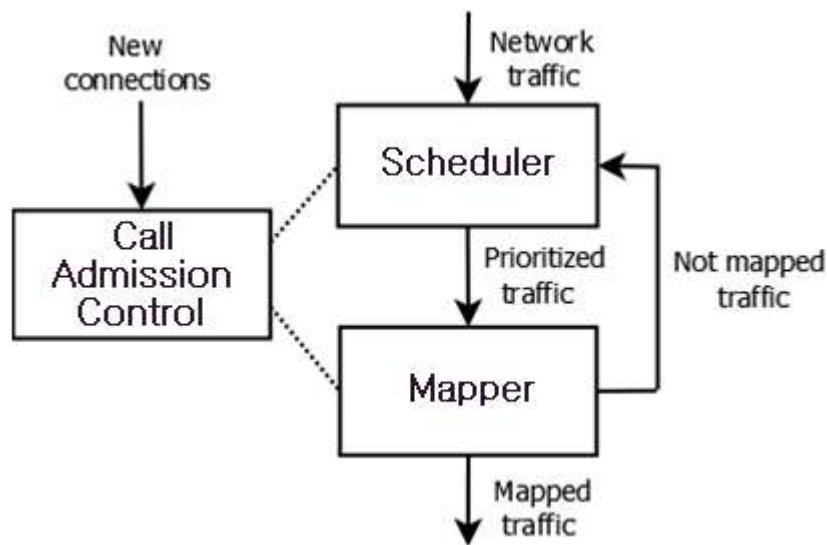 New
connections
Network
traffic
Scheduler
Call
Admission
Control
Prioritized
traffic
Not mapped
traffic
Mapper
Mapped
traffic